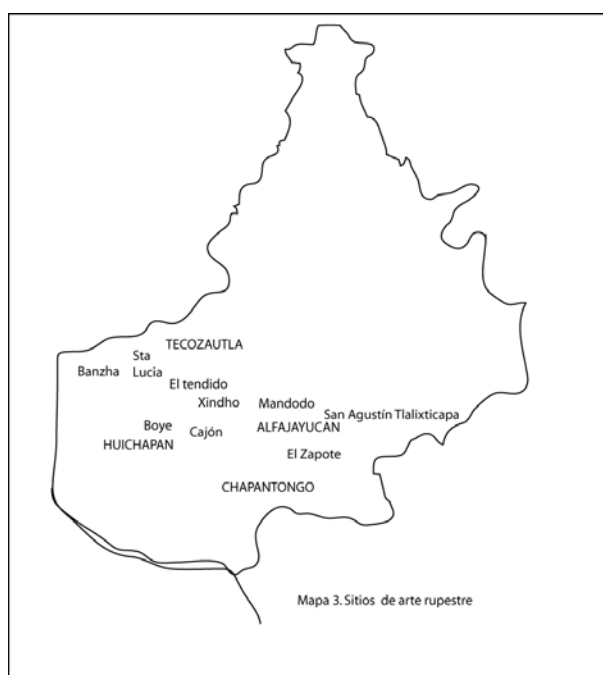 TECOZAUTLA
Sta
Lucia
Banzha
El tendido
Xindho
Mandodo
San Agustín Tlalixticapa
Boye
Cajón
ALFAJAYUCAN
HUICHAPAN
El Zapote
CHAPANTONGO
Mapa 3. Sitios de arte rupestre